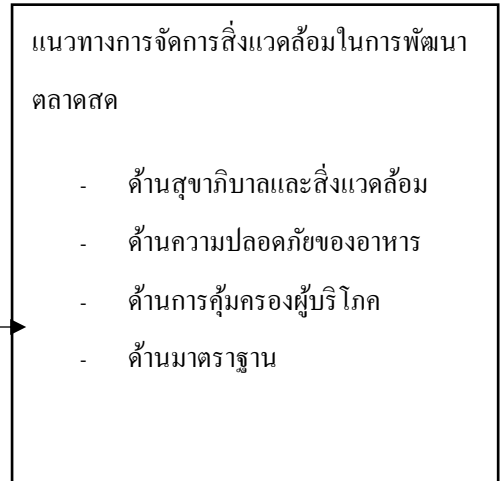 แนวทางการจัดการสิ่งแวดล้อมในการพัฒนา
ตลาดสด
- ด้านสุขาภิบาลและสิ่งแวดล้อม
- ด้านความปลอดภัยของอาหาร
- ด้านการคุ้มครองผู้บริโภค
- ด้านมาตราฐาน